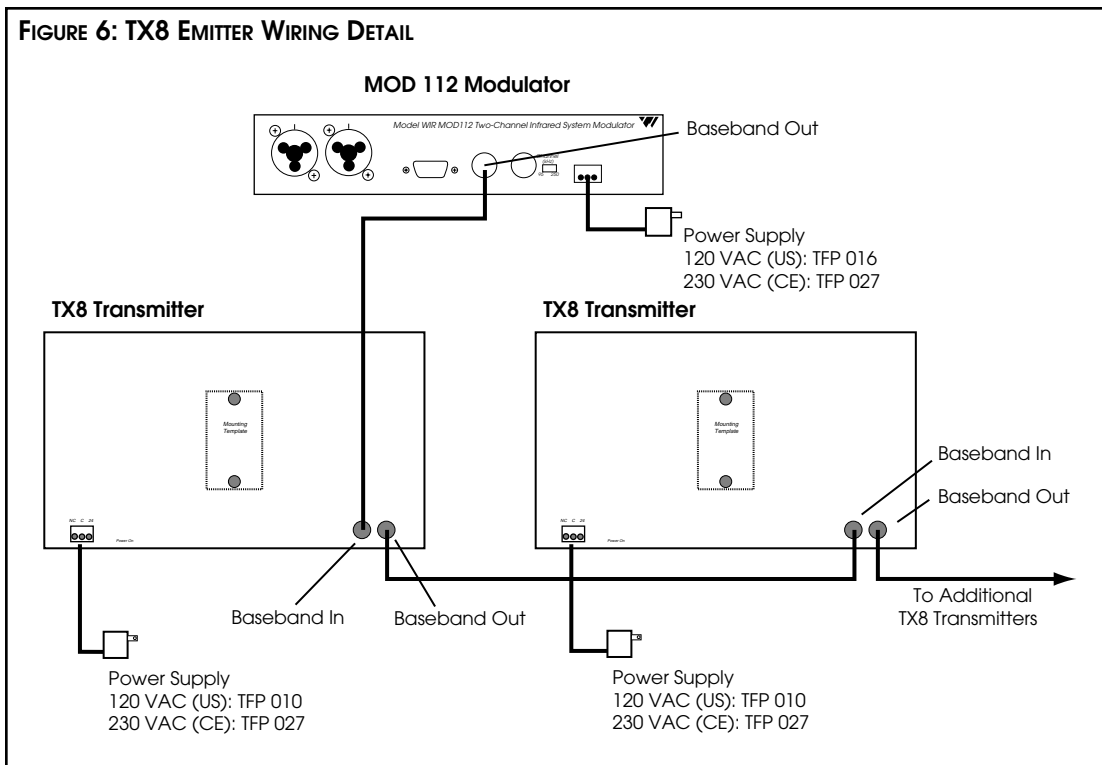 FIGURE 6: TX8 EMITTER WIRING DETAIL
MOD 112 Modulator
Model WIR MOD112 Two-Channel Infrared System Modulator
Baseband Out
95 250
Power Supply
120 VAC (US): TFP 016
230 VAC (CE): TFP 027
TX8 Transmitter
Mounting
Template
NC C 24
Power On
Baseband In
Baseband Out
Power Supply
120 VAC (US): TFP 010
230 VAC (CE): TFP 027
TX8 Transmitter
Mounting
Template
NC C 24
Power On
Baseband In
Baseband Out
To Additional
TX8 Transmitters
Power Supply
120 VAC (US): TFP 010
230 VAC (CE): TFP 027